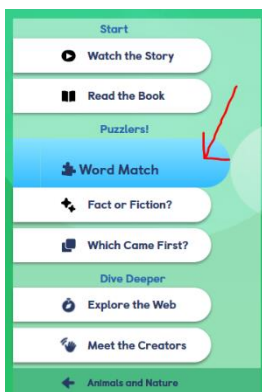 Start
Watch the Story
Read the Book
Puzzlers!
Word Match
Fact or Fiction?
Which Came First?
Dive Deeper
Explore the Web
Meet the Creators
Animals and Nature